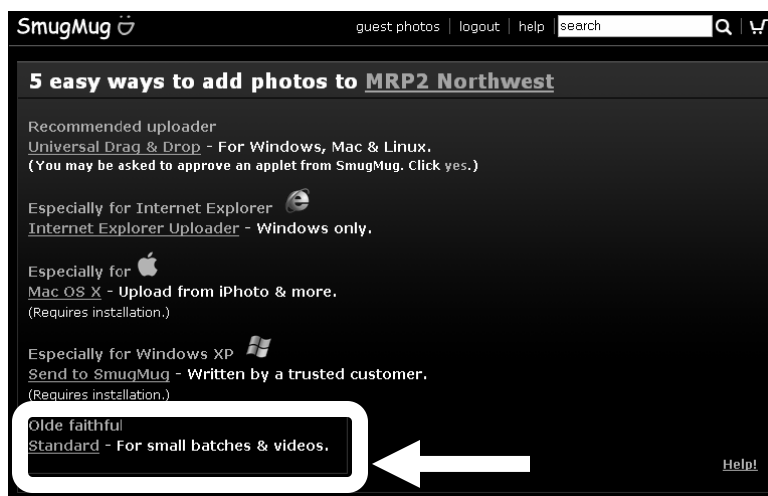 SmugMug guest photos | logout | help | search
5 easy ways to add photos to MRP2 Northwest
Recommended uploader
Universal Drag & Drop - For Windows, Mac & Linux.
(You may be asked to approve an applet from SmugMug. Click yes.)
Especially for Internet Explorer
Internet Explorer Uploader - Windows only.
Especially for
Mac OS X - Upload from iPhoto & more.
(Requires installation.)
Especially for Windows XP
Send to SmugMug - Written by a trusted customer.
(Requires installation.)
Olde faithful
Standard - For small batches & videos.
Help!